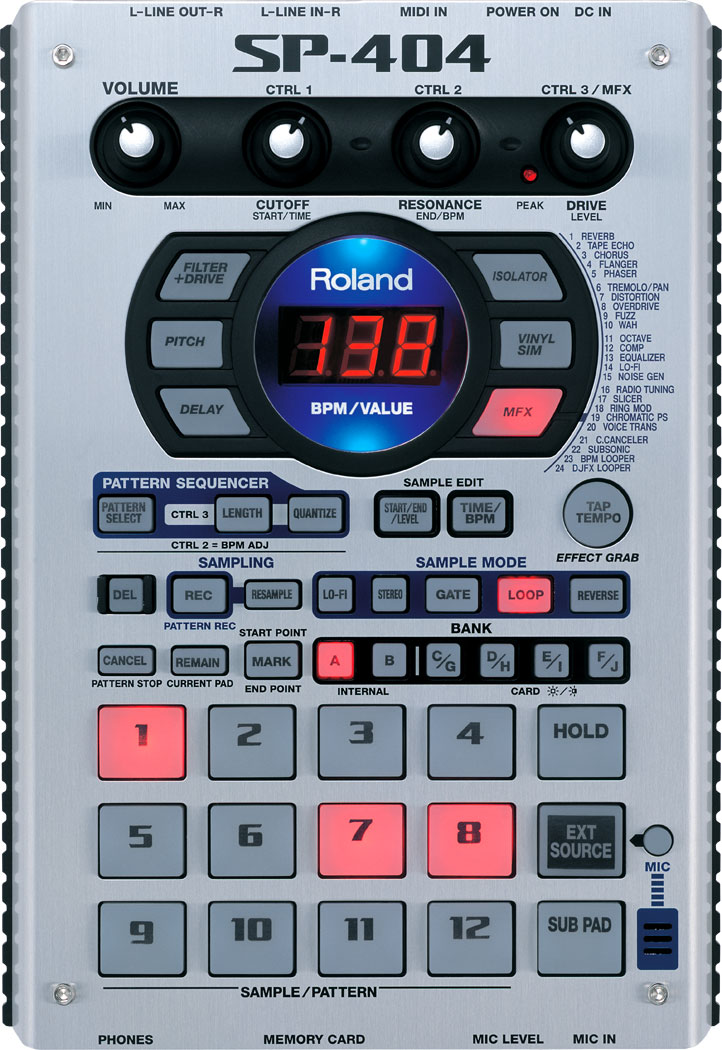 L-LINE OUT-R L-LINE IN-R MIDI IN POWER ON DC IN
SP-404
VOLUME CTRL 1 CTRL 2 CTRL 3 / MFX
MIN MAX CUTOFF RESONANCE PEAK DRIVE
START/TIME END/BPM LEVEL
FILTER
+DRIVE
PITCH
DELAY
Roland
138
BPM/VALUE
ISOLATOR
VINYL
SIM
MFX
1 REVERB
2 TAPE ECHO
3 CHORUS
4 FLANGER
5 PHASER
6 TREMOLO/PAN
7 DISTORTION
8 OVERDRIVE
9 FUZZ
10 WAH
11 OCTAVE
12 COMP
13 EQUALIZER
14 LO-FI
15 NOISE GEN
16 RADIO TUNING
17 SLICER
18 RING MOD
19 CHROMATIC PS
20 VOICE TRANS
21 C.CANCELER
22 SUBSONIC
23 BPM LOOPER
24 DJFX LOOPER
PATTERN SEQUENCER
PATTERN
SELECT
CTRL 3
LENGTH
QUANTIZE
CTRL 2 = BPM ADJ
SAMPLE EDIT
START/END
/LEVEL
TIME/
BPM
TAP
TEMPO
EFFECT GRAB
SAMPLING
DEL
REC
RESAMPLE
PATTERN REC
SAMPLE MODE
LO-FI
STEREO
GATE
LOOP
REVERSE
CANCEL
PATTERN STOP
REMAIN
CURRENT PAD
START POINT
MARK
END POINT
BANK
A B C/G D/H E/I F/J
INTERNAL CARD
1 2 3 4 HOLD
5 6 7 8 EXT
SOURCE
MIC
9 10 11 12 SUB PAD
SAMPLE/PATTERN
PHONES MEMORY CARD MIC LEVEL MIC IN